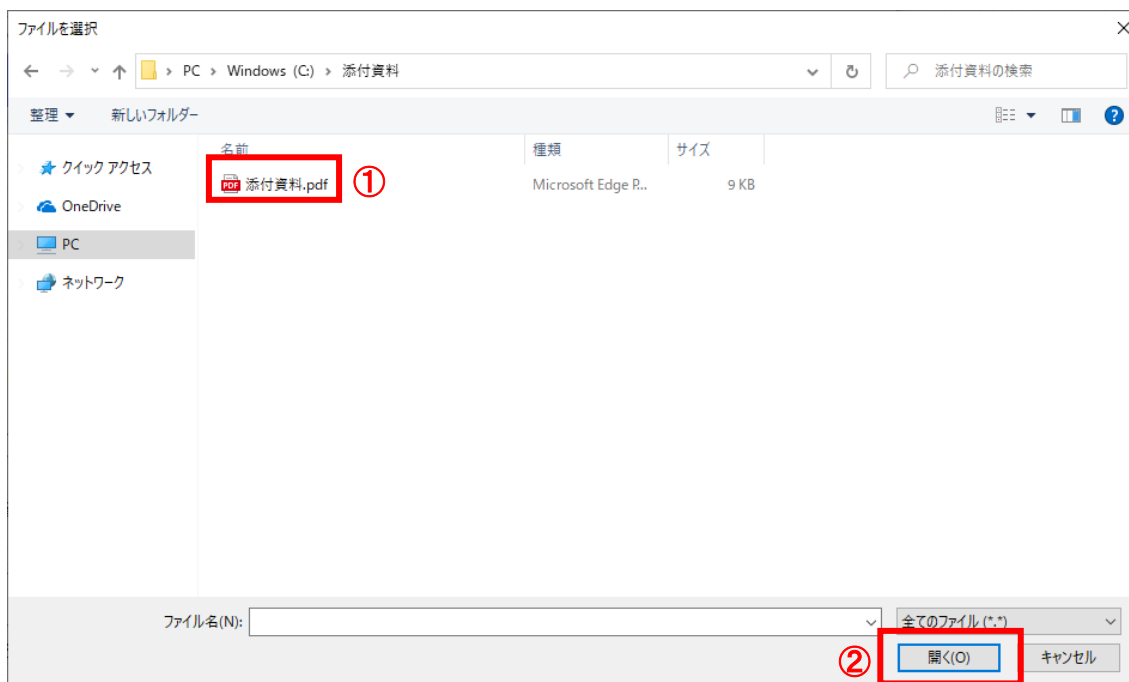 ファイルを選択
PC › Windows (C:) › 添付資料
添付資料の検索
整理 新しいフォルダー
名前 種類 サイズ
クイック アクセス
添付資料.pdf ① Microsoft Edge P... 9 KB
OneDrive
PC
ネットワーク
ファイル名(N): 全てのファイル (*.*)
② 開く(O) キャンセル